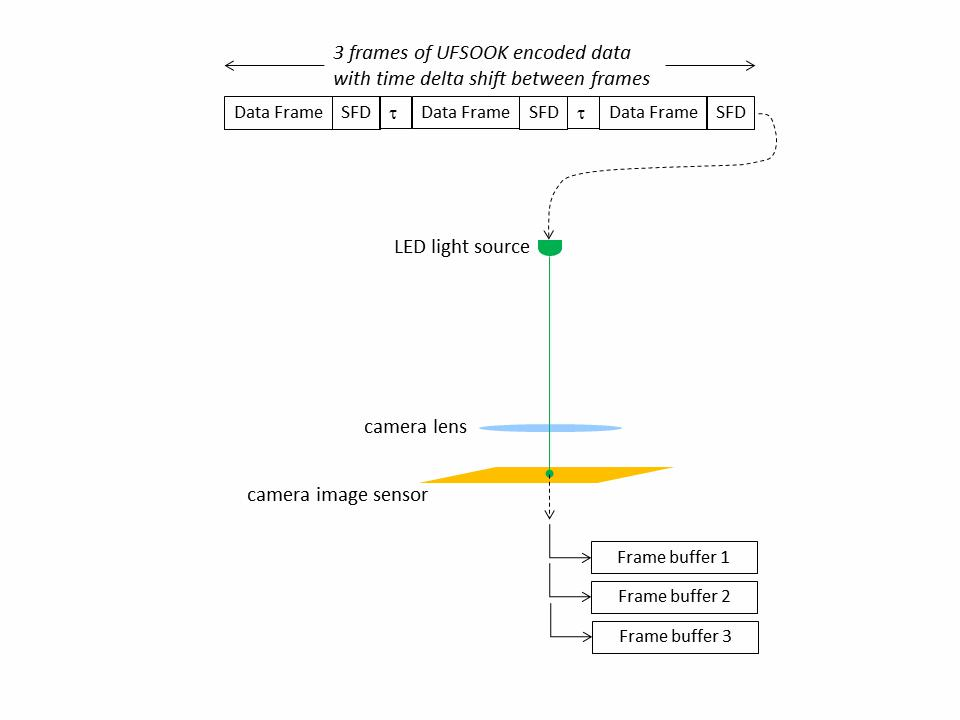 3 frames of UFSOOK encoded data
with time delta shift between frames
Data Frame SFD τ Data Frame SFD τ Data Frame SFD
LED light source
camera lens
camera image sensor
Frame buffer 1
Frame buffer 2
Frame buffer 3